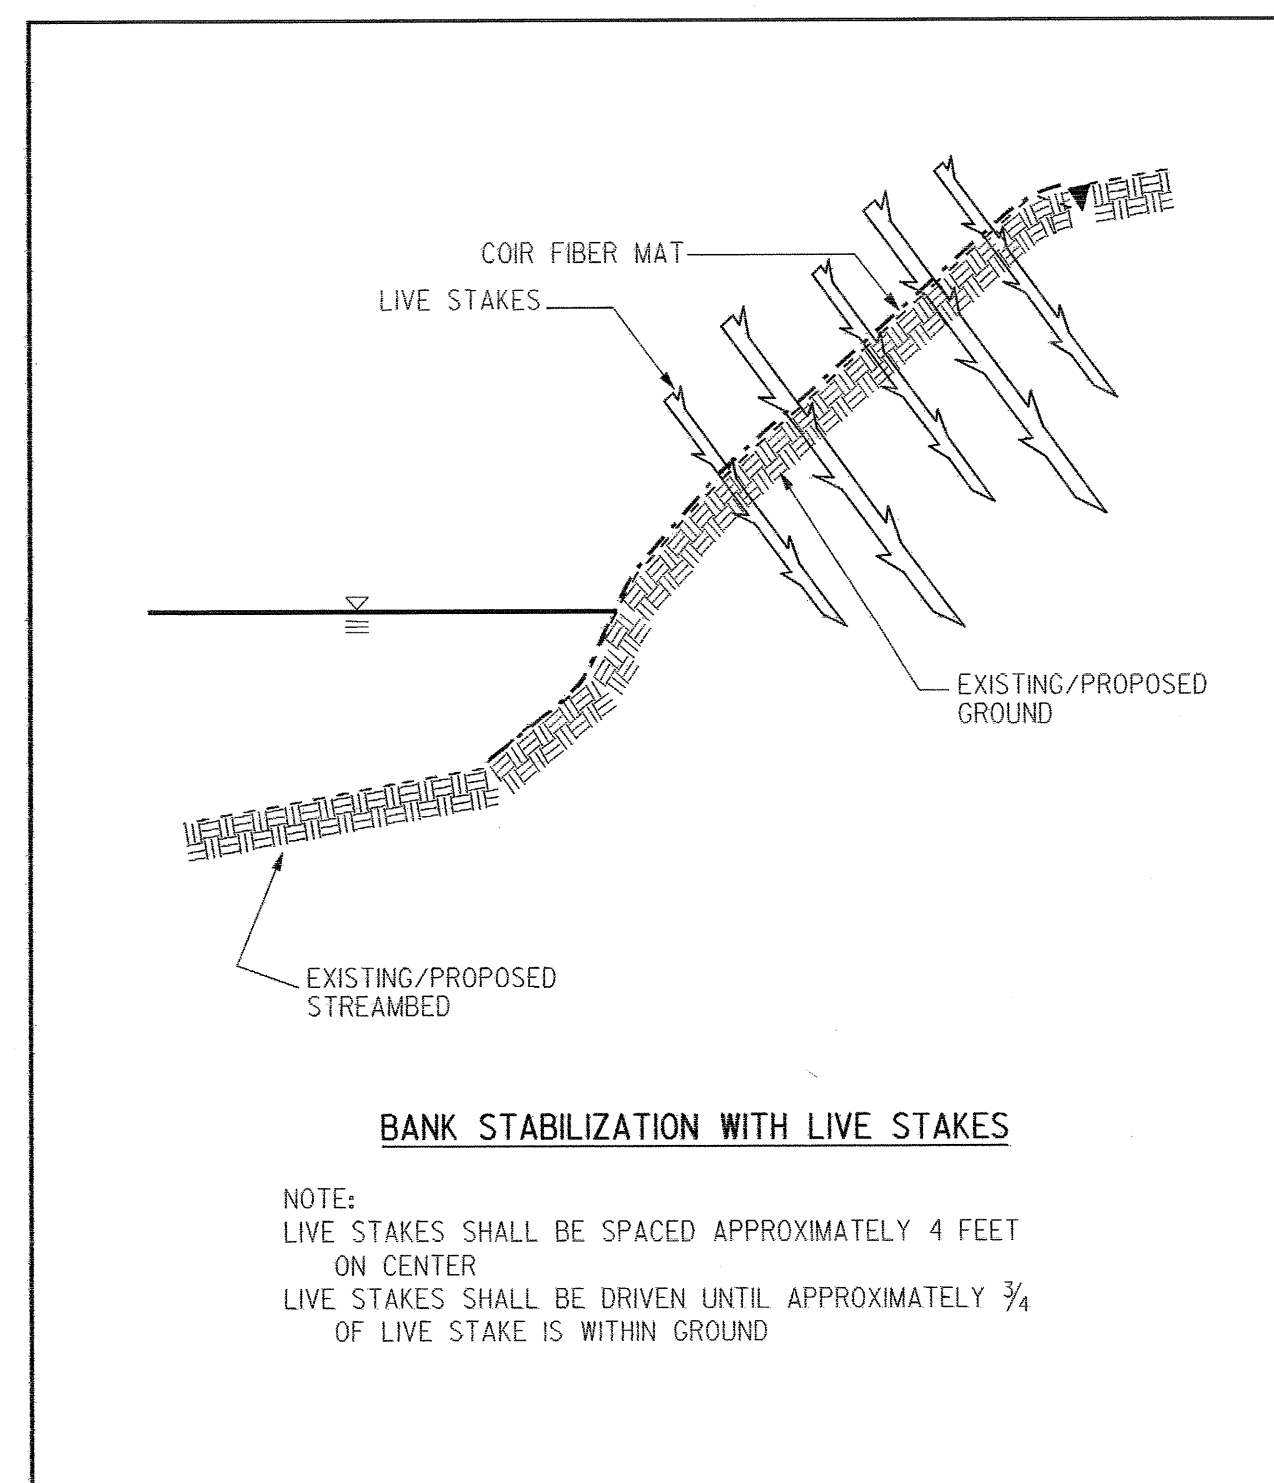 COIR FIBER MAT
LIVE STAKES
EXISTING/PROPOSED
GROUND
EXISTING/PROPOSED
STREAMBED
BANK STABILIZATION WITH LIVE STAKES
NOTE:
LIVE STAKES SHALL BE SPACED APPROXIMATELY 4 FEET
ON CENTER
LIVE STAKES SHALL BE DRIVEN UNTIL APPROXIMATELY 3/4
OF LIVE STAKE IS WITHIN GROUND